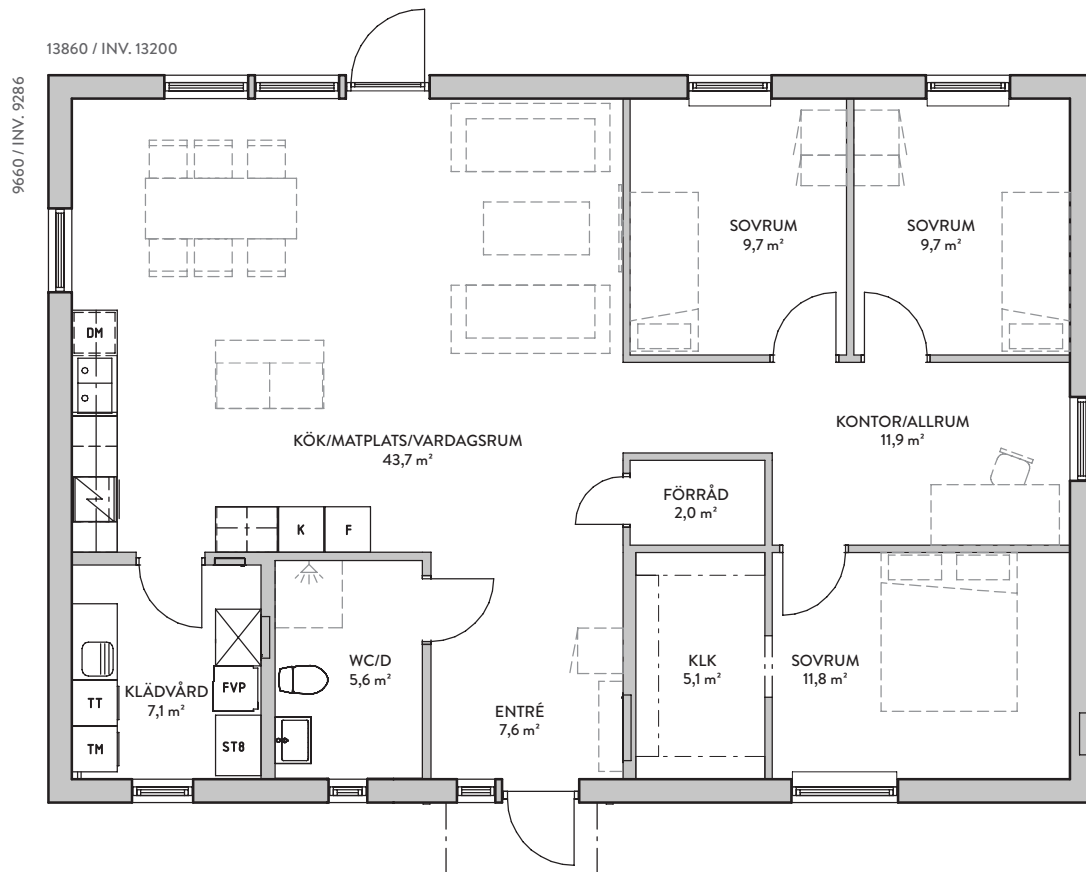 13860 / INV. 13200
9660 / INV. 9286
SOVRUM
9,7 m²
SOVRUM
9,7 m²
DM
KÖK/MATPLATS/VARDAGSRUM
43,7 m²
KONTOR/ALLRUM
11,9 m²
FÖRRÅD
2,0 m²
K
F
WC/D
5,6 m²
KLK
5,1 m²
SOVRUM
11,8 m²
KLÄDVÅRD
7,1 m²
FVP
TT
ENTRÉ
7,6 m²
TM
ST8